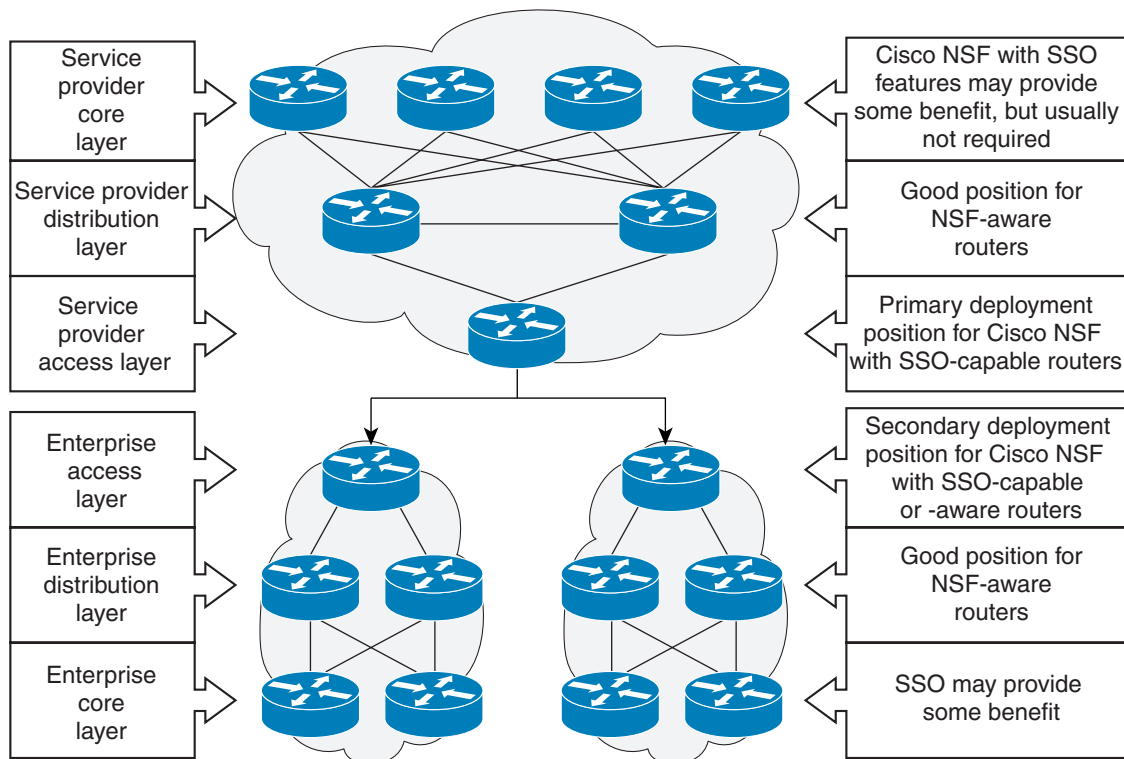 Service
provider
core
layer
Cisco NSF with SSO
features may provide
some benefit, but usually
not required
Service provider
distribution
layer
Good position for
NSF-aware
routers
Service
provider
access layer
Primary deployment
position for Cisco NSF
with SSO-capable routers
Enterprise
access
layer
Secondary deployment
position for Cisco NSF
with SSO-capable
or -aware routers
Enterprise
distribution
layer
Good position for
NSF-aware
routers
Enterprise
core
layer
SSO may provide
some benefit